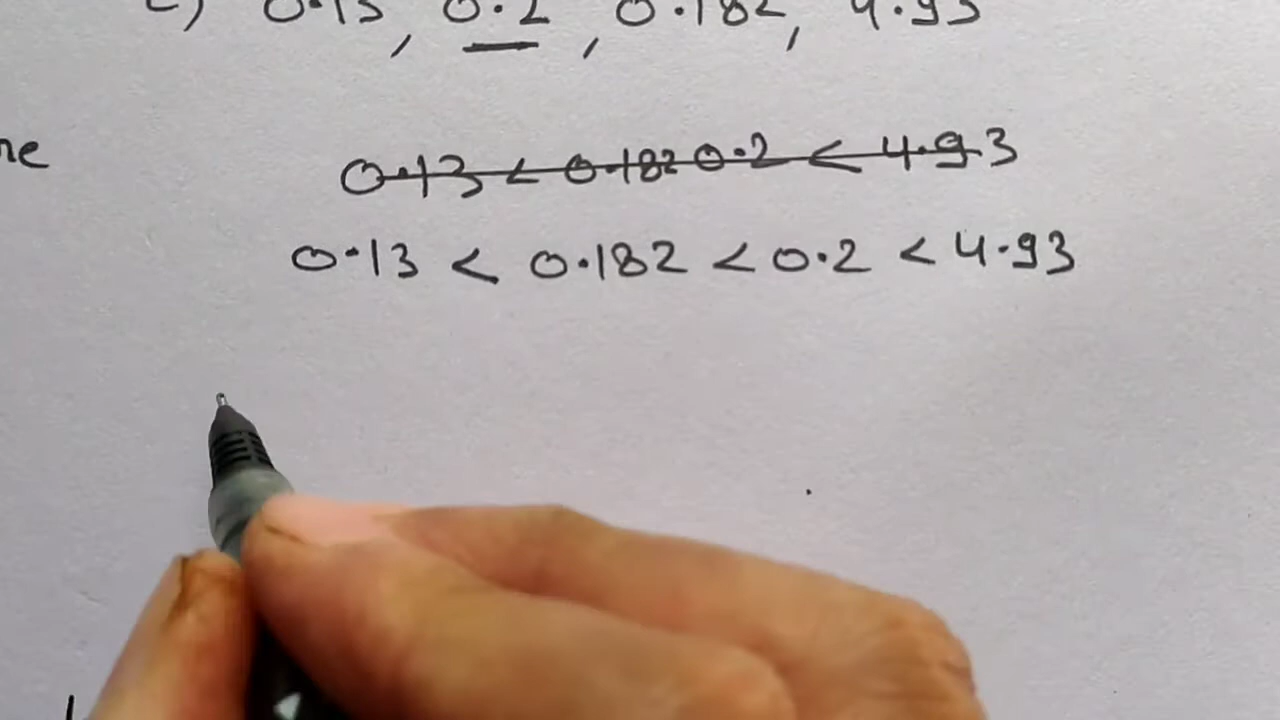 c) 0.13, 0.2, 0.182, 4.93
0.13 < 0.182 0.2 < 4.93
0.13 < 0.182 < 0.2 < 4.93